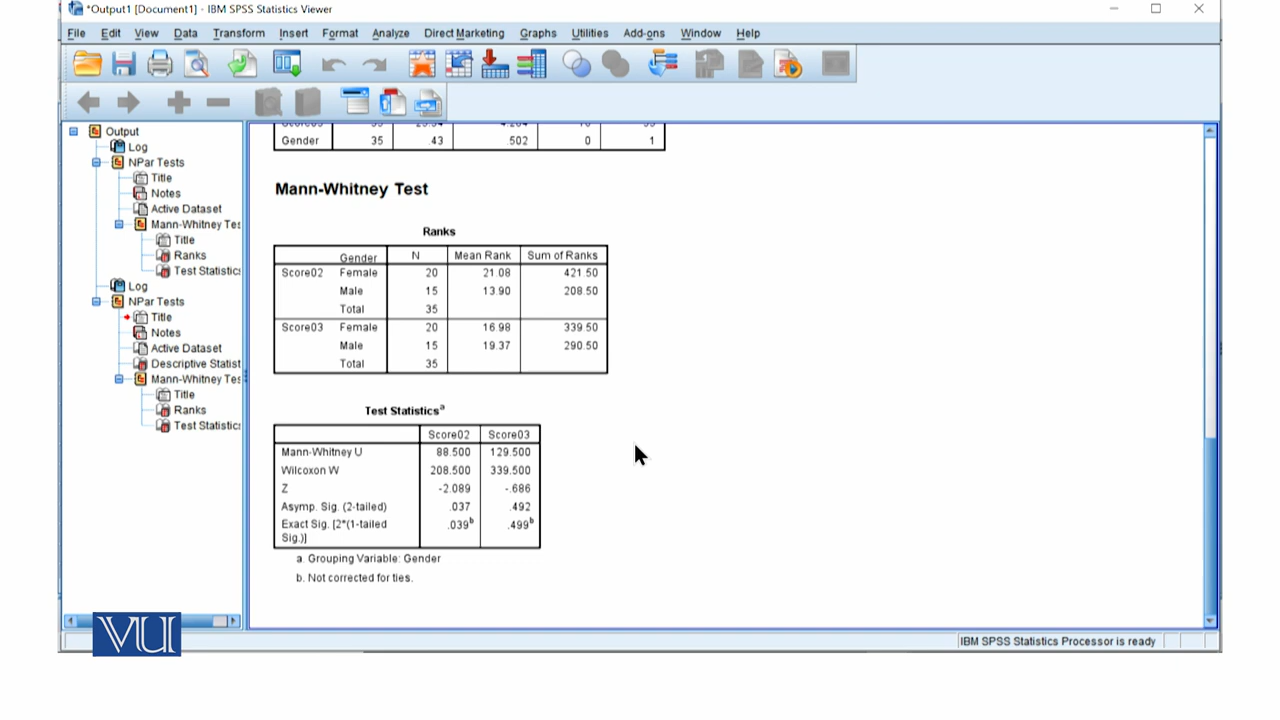 *Output1 [Document1] - IBM SPSS Statistics Viewer
File Edit View Data Transform Insert Format Analyze Direct Marketing Graphs Utilities Add-ons Window Help
Output
Log
NPar Tests
Title
Notes
Active Dataset
Mann-Whitney Tes
Title
Ranks
Test Statistics
Log
NPar Tests
Title
Notes
Active Dataset
Descriptive Statist
Mann-Whitney Tes
Title
Ranks
Test Statistics
Gender 35 .43 .502 0 1
Mann-Whitney Test
Ranks
Gender N Mean Rank Sum of Ranks
Score02 Female 20 21.08 421.50
Male 15 13.90 208.50
Total 35
Score03 Female 20 16.98 339.50
Male 15 19.37 290.50
Total 35
Test Statistics a
Score02 Score03
Mann-Whitney U 88.500 129.500
Wilcoxon W 208.500 339.500
Z -2.089 -.686
Asymp. Sig. (2-tailed) .037 .492
Exact Sig. [2*(1-tailed .039b .499b
Sig.)]
a. Grouping Variable: Gender
b. Not corrected for ties.
VU
IBM SPSS Statistics Processor is ready